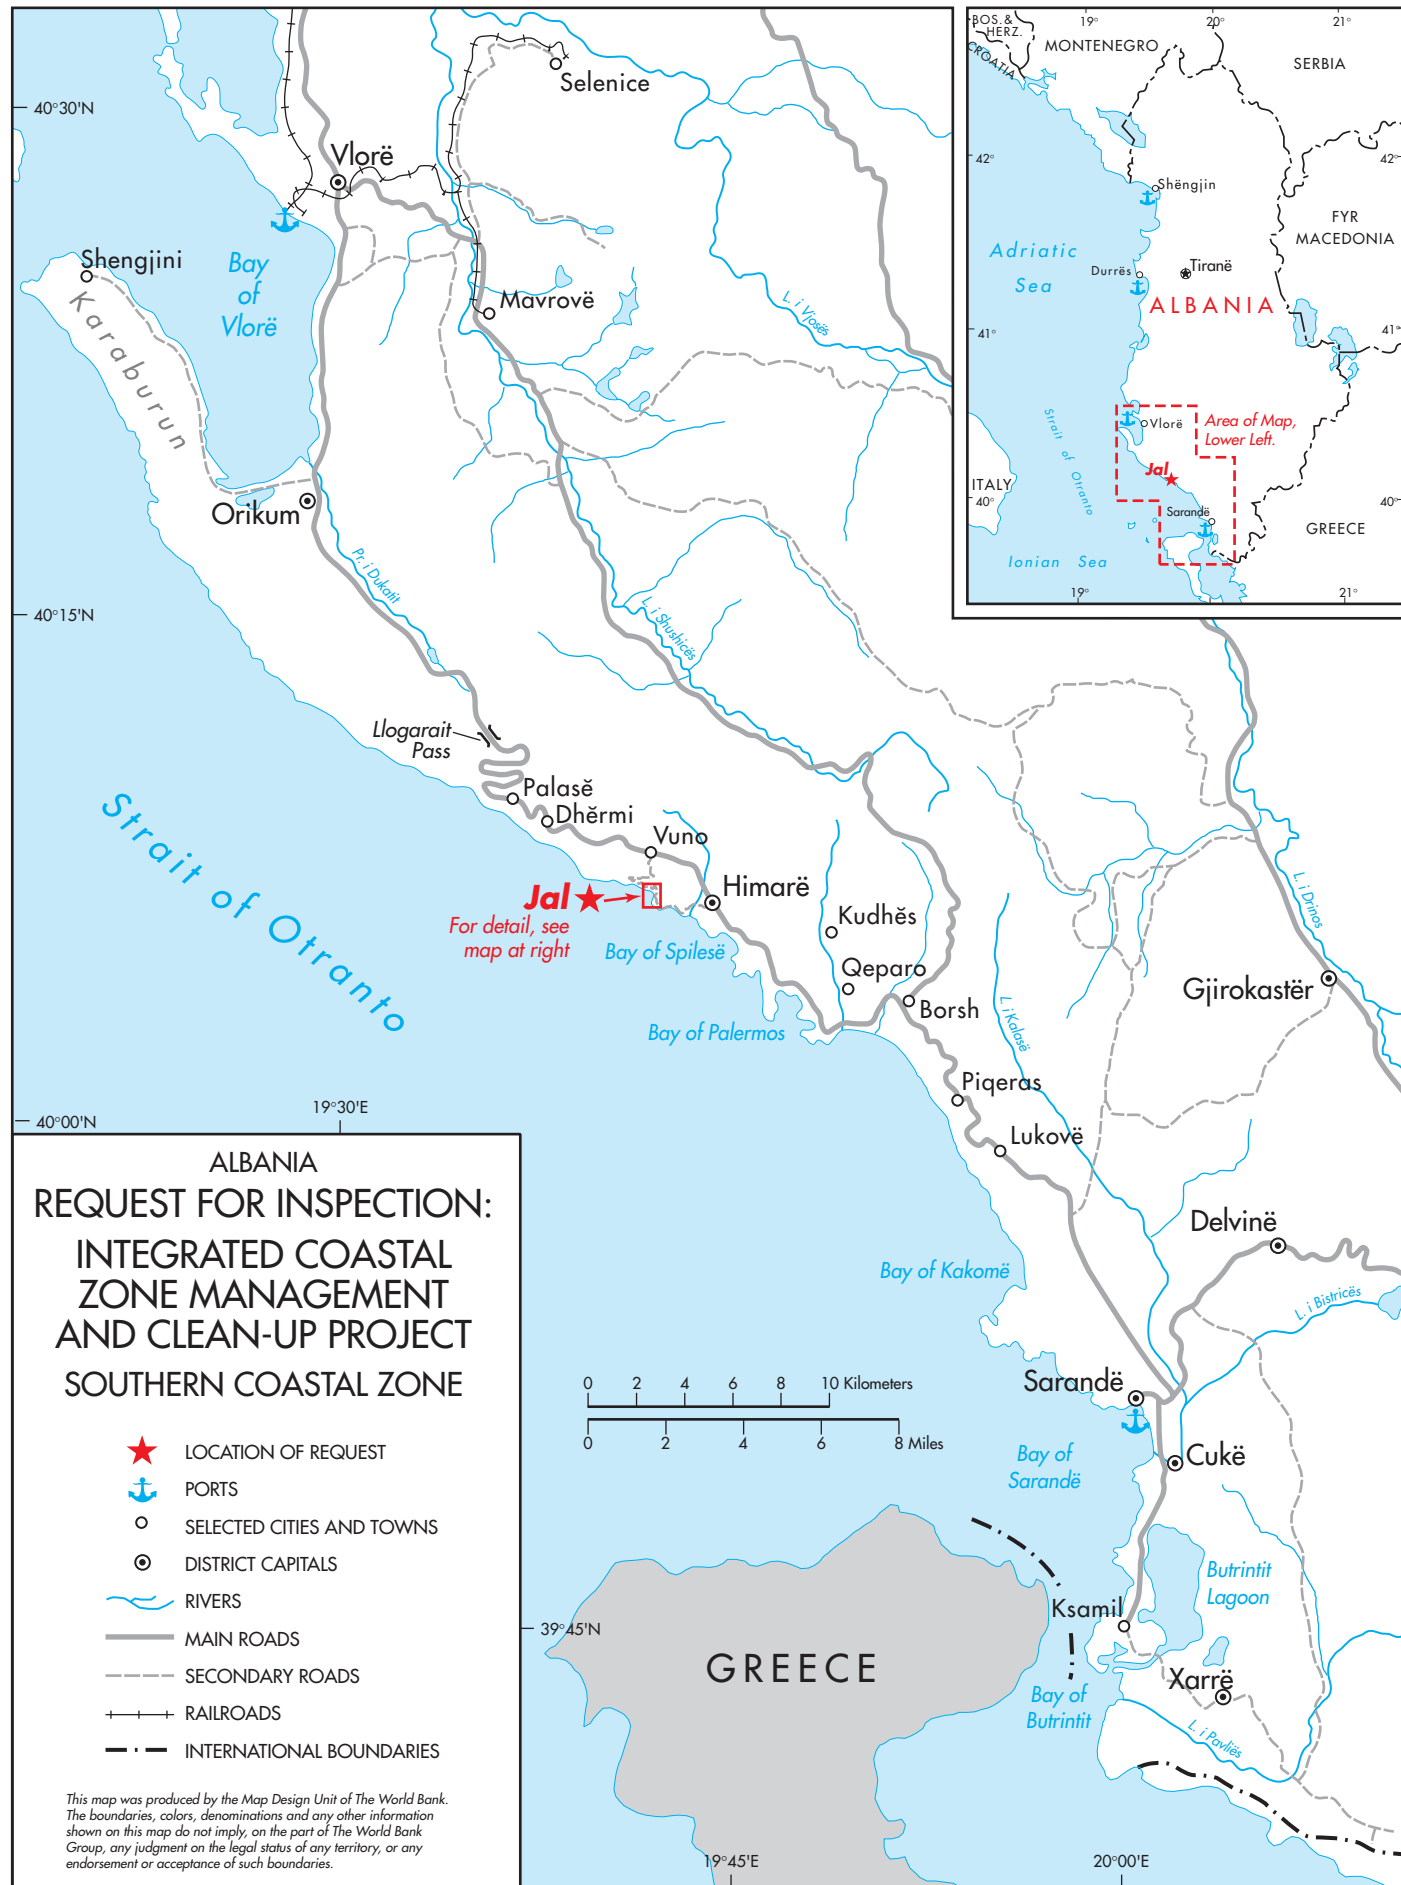 40°30'N
Selenice
Vlorë
Shengjini
Karaburun
Bay
of
Vlorë
Mavrovë
L. i Vjosës
Orikum
Pr. i Dukatit
40°15'N
L. i Shushicës
Llogarait
Pass
Palasĕ
Dhĕrmi
Vuno
Jal
For detail, see
map at right
Himarë
Bay of Spilesë
Kudhĕs
Qeparo
Borsh
Bay of Palermos
Strait of Otranto
L. i Drinos
Gjirokastër
L. i Kalasë
Piqeras
Lukovë
40°00'N
19°30'E
Delvinë
L. i Bistricës
Bay of Kakomë
Sarandë
Bay of
Sarandë
Cukë
Butrintit
Lagoon
Ksamil
Xarrë
Bay of
Butrintit
L. i Pavliës
GREECE
39°45'N
19°45'E
20°00'E
0 2 4 6 8 10 Kilometers
0 2 4 6 8 Miles
19° 20° 21°
BOS.&
HERZ.
CROATIA
MONTENEGRO
SERBIA
42° 42°
Shëngjin
FYR
MACEDONIA
Adriatic
Sea
Durrës
Tiranë
ALBANIA
41° 41°
Strait of Otranto
Vlorë
Area of Map,
Lower Left.
Jal
ITALY
40° 40°
Sarandë
GREECE
Ionian Sea
19° 21°
ALBANIA
REQUEST FOR INSPECTION:
INTEGRATED COASTAL
ZONE MANAGEMENT
AND CLEAN-UP PROJECT
SOUTHERN COASTAL ZONE
LOCATION OF REQUEST
PORTS
SELECTED CITIES AND TOWNS
DISTRICT CAPITALS
RIVERS
MAIN ROADS
SECONDARY ROADS
RAILROADS
INTERNATIONAL BOUNDARIES
This map was produced by the Map Design Unit of The World Bank.
The boundaries, colors, denominations and any other information
shown on this map do not imply, on the part of The World Bank
Group, any judgment on the legal status of any territory, or any
endorsement or acceptance of such boundaries.